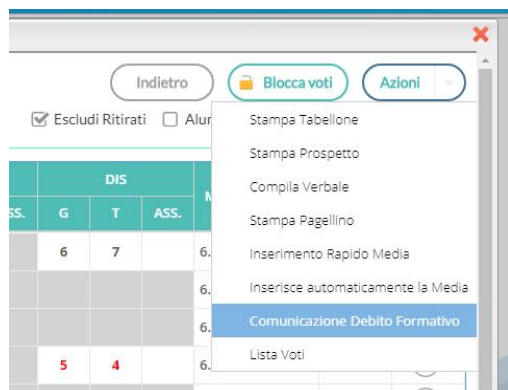 Indietro
Blocca voti
Azioni
Escludi Ritirati
Stampa Tabellone
Stampa Prospetto
Compila Verbale
Stampa Pagellino
Inserimento Rapido Media
Inserisce automaticamente la Media
Comunicazione Debito Formativo
Lista Voti
DIS
G T ASS.
6 7 6.
6.
6.
5 4 6.